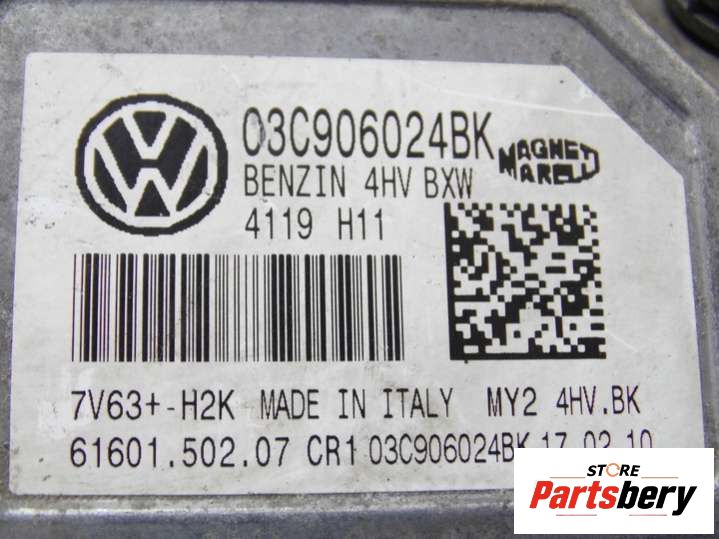 03C906024BK
MAGNETI
MARELLI
BENZIN 4HV BXW
4119 H11
7V63+-H2K MADE IN ITALY MY2 4HV.BK
61601.502.07 CR1 03C906024BK 17.02.10
STORE
Partsbery